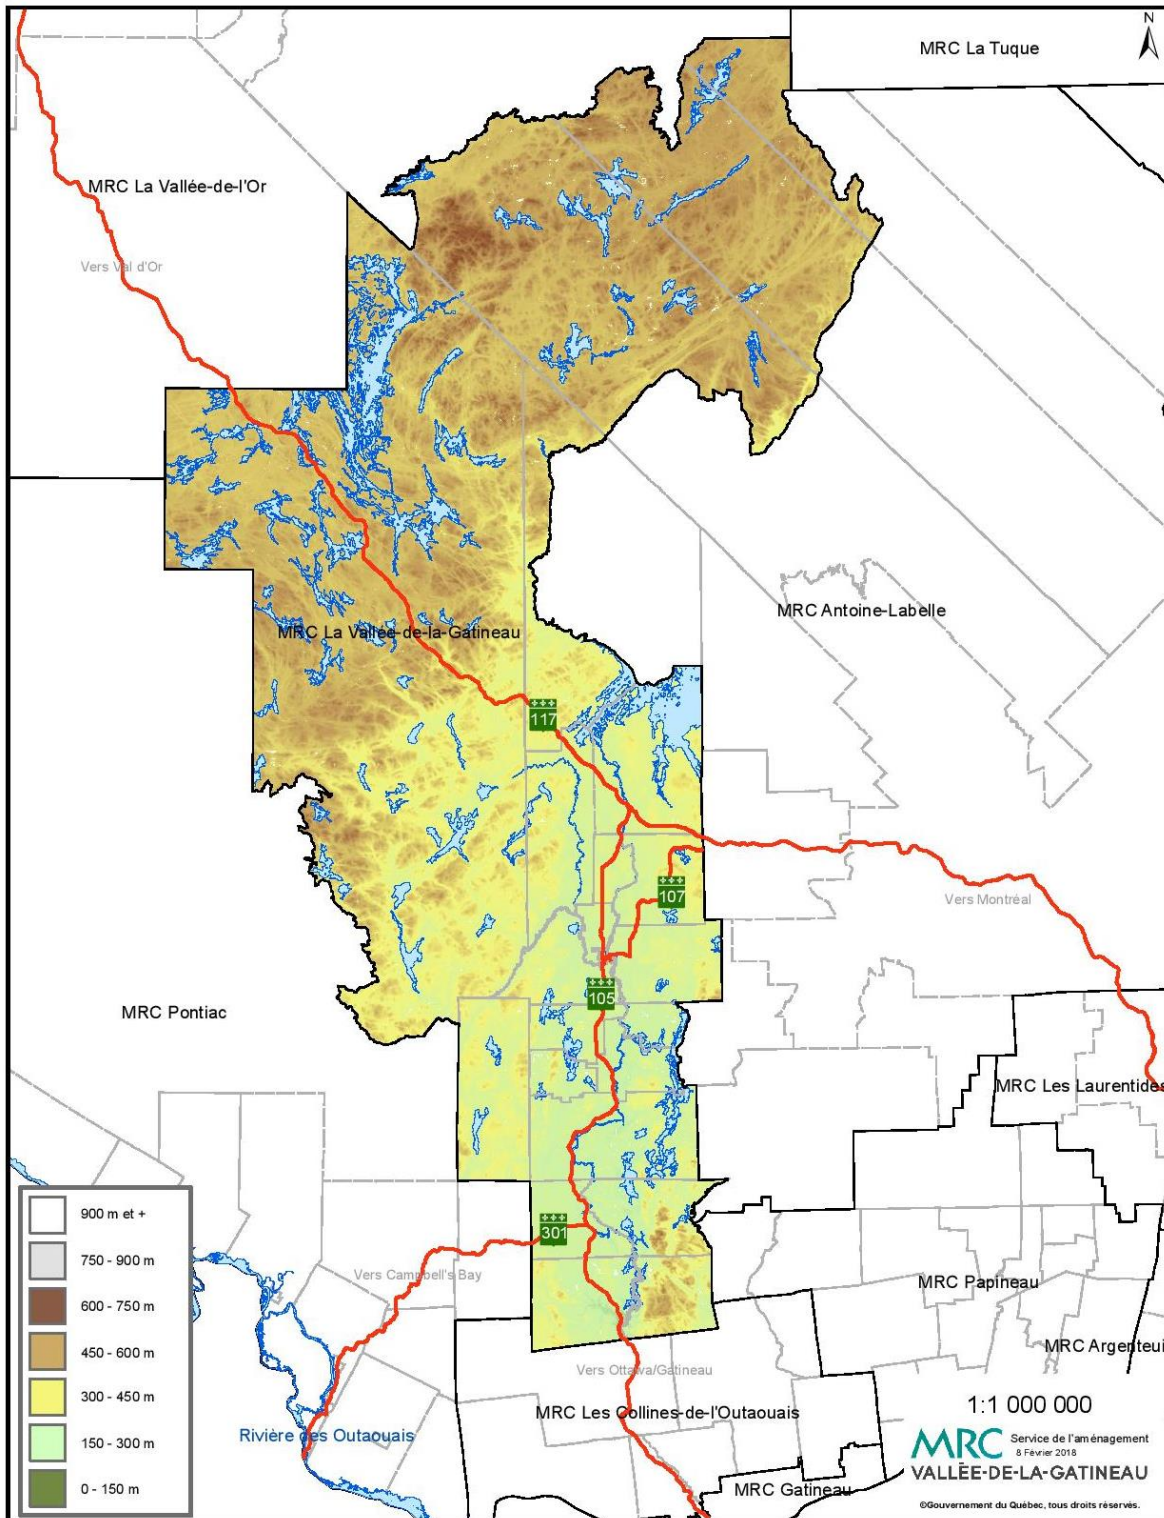 N
MRC La Tuque
MRC La Vallée-de-l'Or
Vers Val d'Or
MRC Antoine-Labelle
MRC La Vallée-de-la-Gatineau
117
107
Vers Montréal
105
MRC Pontiac
MRC Les Laurentides
301
Vers Campbell's Bay
MRC Papineau
MRC Argenteui
Vers Ottawa/Gatineau
MRC Les Collines-de-l'Outaouais
Rivière des Outaouais
MRC Gatineau
900 m et +
750 - 900 m
600 - 750 m
450 - 600 m
300 - 450 m
150 - 300 m
0 - 150 m
1:1 000 000
MRC Service de l'aménagement
8 Février 2018
VALLÉE-DE-LA-GATINEAU
©Gouvernement du Québec, tous droits réservés.